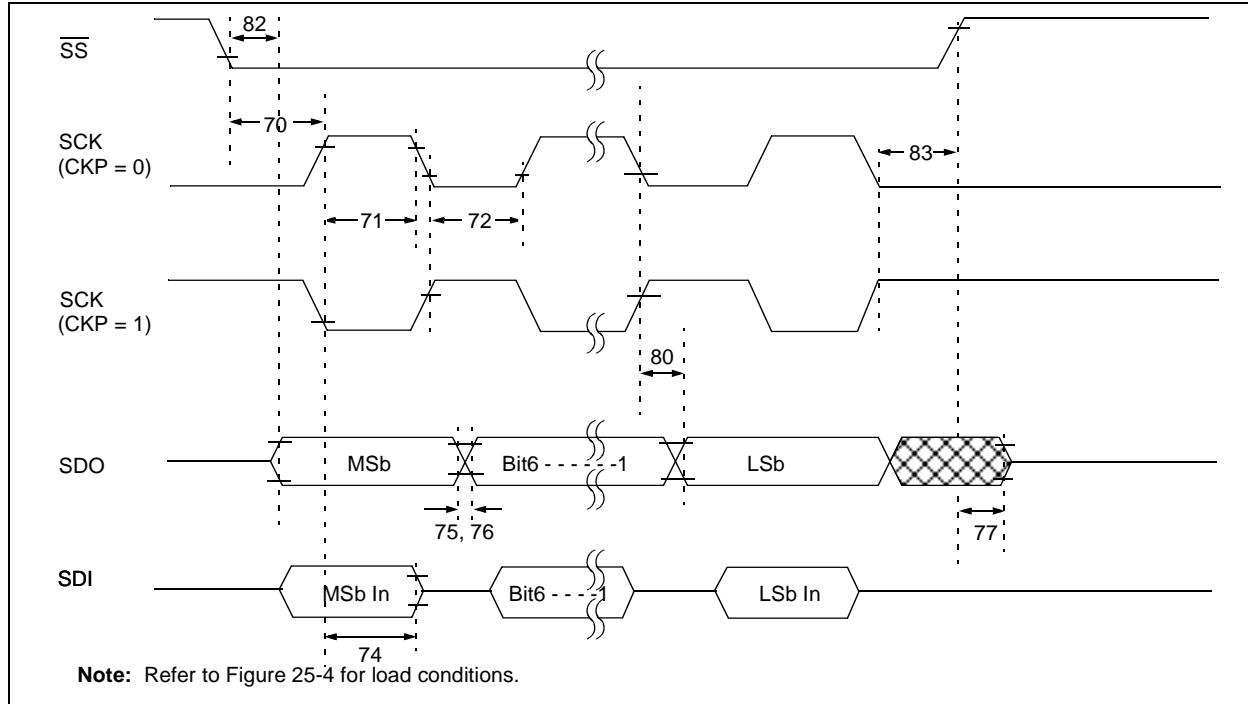 82
SS
70
SCK
(CKP = 0)
83
71
72
SCK
(CKP = 1)
80
SDO
MSb
Bit6 - - - - - -1
LSb
75, 76
77
SDI
MSb In
Bit6 - - - -1
LSb In
74
Note: Refer to Figure 25-4 for load conditions.